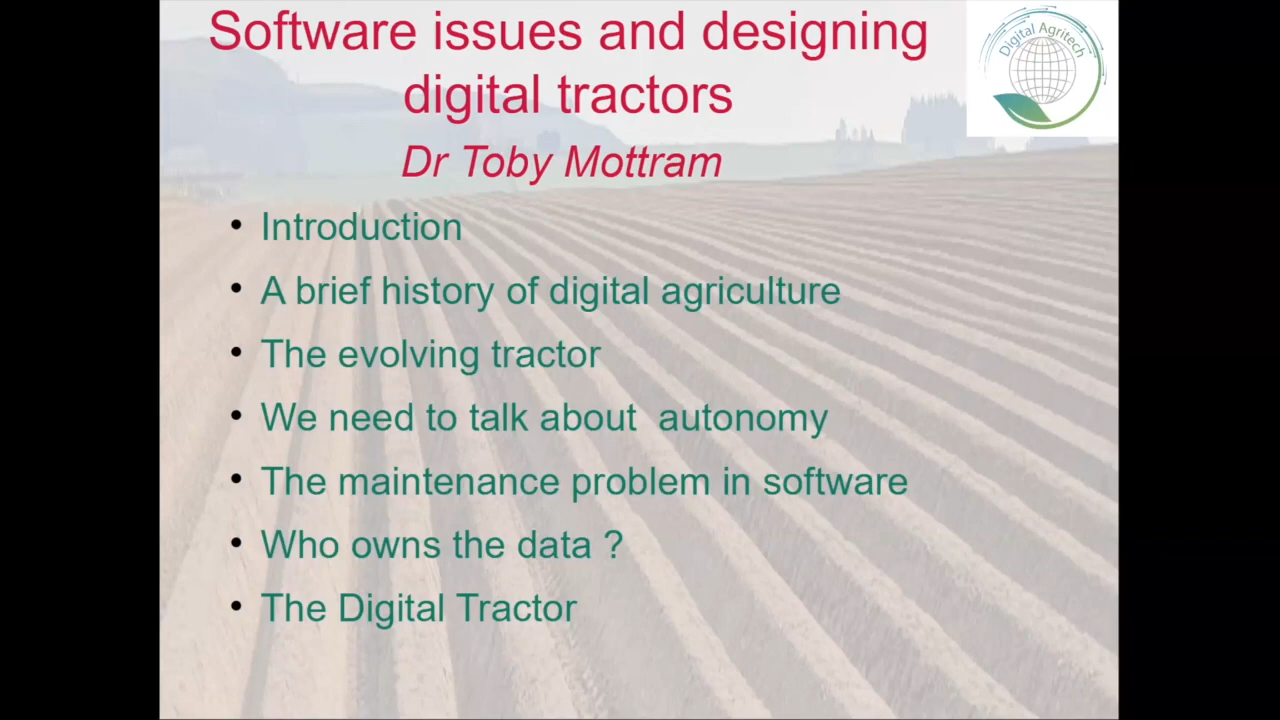 Software issues and designing
digital tractors
Dr Toby Mottram
Digital Agritech
• Introduction
• A brief history of digital agriculture
• The evolving tractor
• We need to talk about  autonomy
• The maintenance problem in software
• Who owns the data ?
• The Digital Tractor